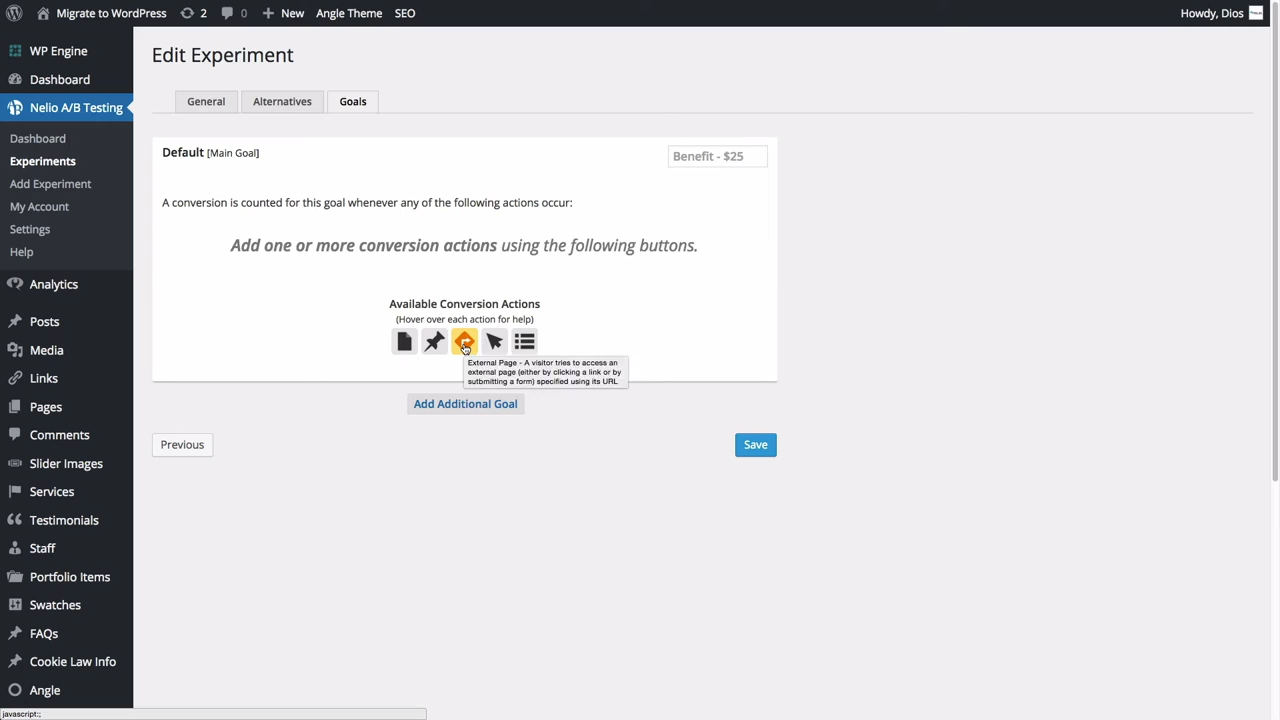 Migrate to WordPress 2 0 New Angle Theme SEO Howdy, Dios
WP Engine
Dashboard
Nelio A/B Testing
Dashboard
Experiments
Add Experiment
My Account
Settings
Help
Analytics
Posts
Media
Links
Pages
Comments
Slider Images
Services
Testimonials
Staff
Portfolio Items
Swatches
FAQs
Cookie Law Info
Angle
Edit Experiment
General Alternatives Goals
Default [Main Goal] Benefit - $25
A conversion is counted for this goal whenever any of the following actions occur:
Add one or more conversion actions using the following buttons.
Available Conversion Actions
(Hover over each action for help)
External Page - A visitor tries to access an
external page (either by clicking a link or by
sutbmitting a form) specified using its URL
Add Additional Goal
Previous Save
javascript:;